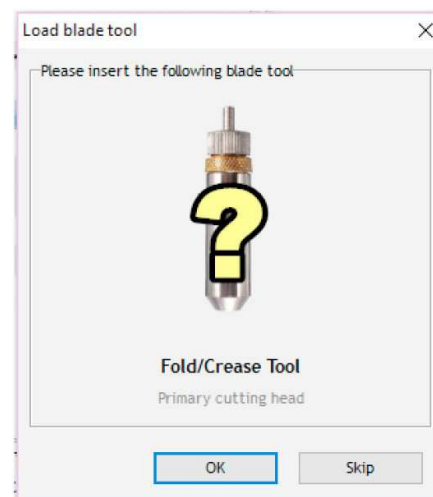 Load blade tool
Please insert the following blade tool
?
Fold/Crease Tool
Primary cutting head
OK
Skip